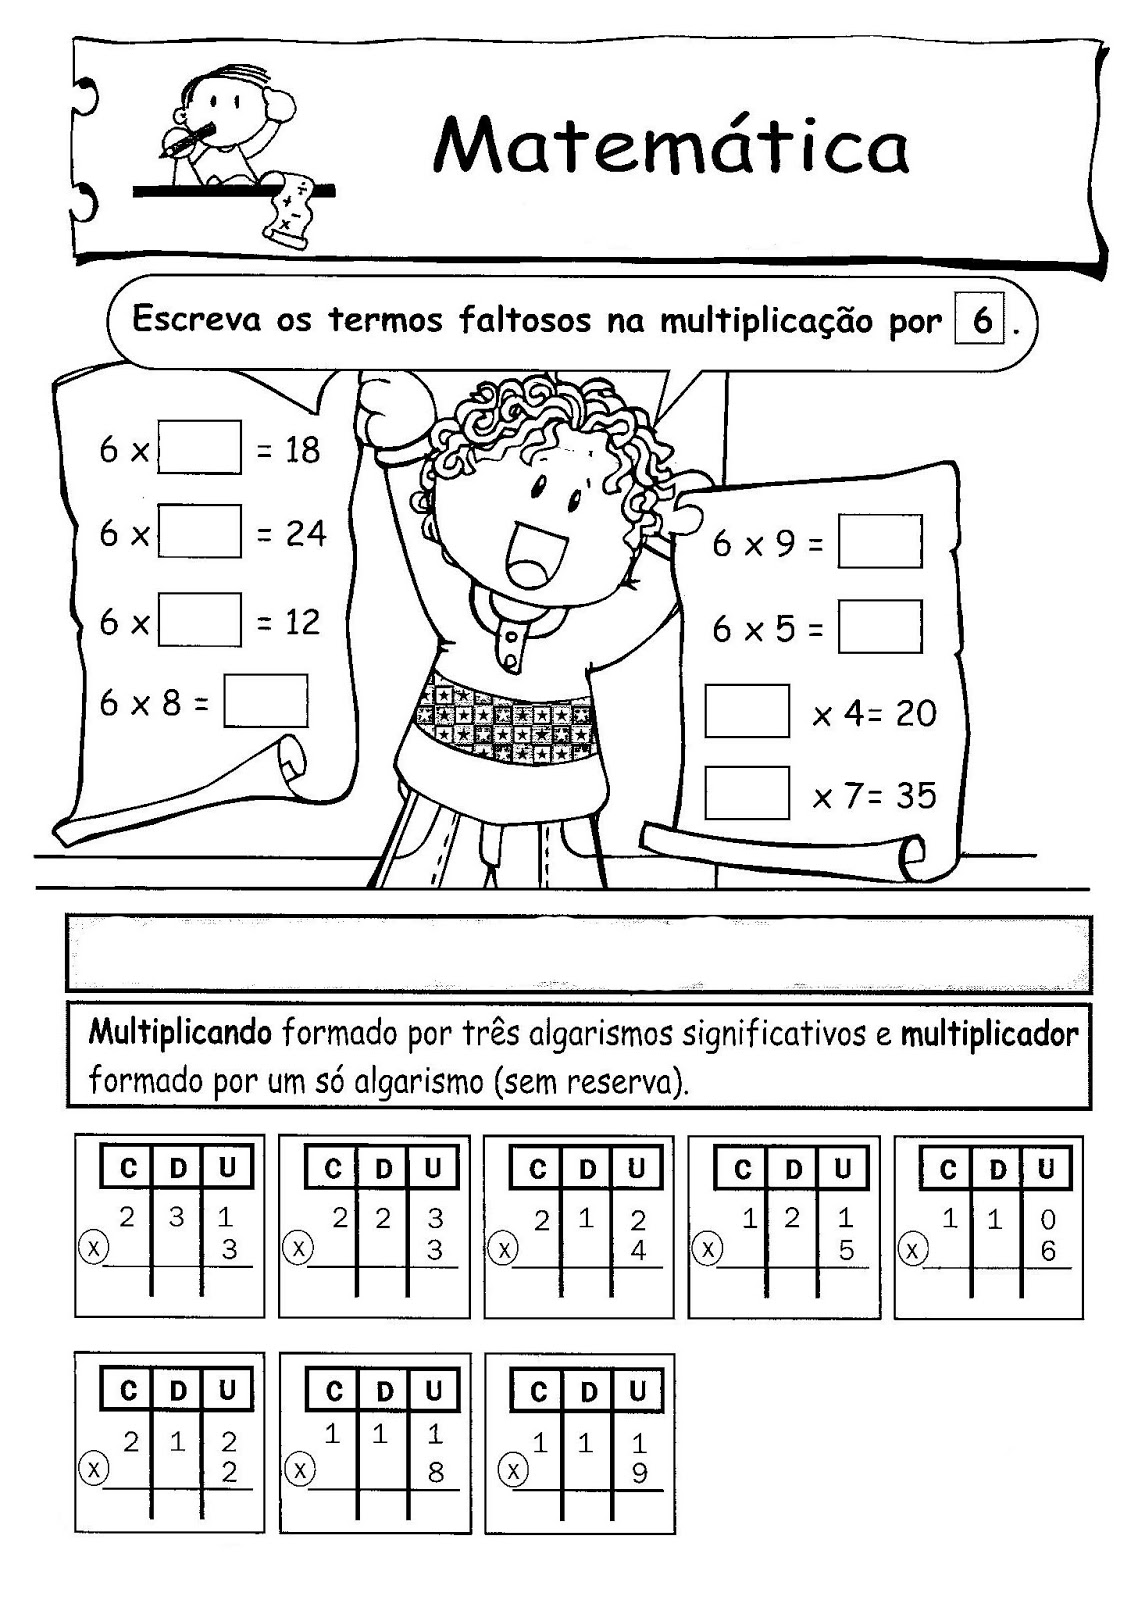 Matemática
÷
+
-
x
Escreva os termos faltosos na multiplicação por 6 .
6 x = 18
6 x = 24
6 x = 12
6 x 8 =
6 x 9 =
6 x 5 =
x 4= 20
x 7= 35
Multiplicando formado por três algarismos significativos e multiplicador
formado por um só algarismo (sem reserva).
C D U
2 3 1
x 3
C D U
2 2 3
x 3
C D U
2 1 2
x 4
C D U
1 2 1
x 5
C D U
1 1 0
x 6
C D U
2 1 2
x 2
C D U
1 1 1
x 8
C D U
1 1 1
x 9